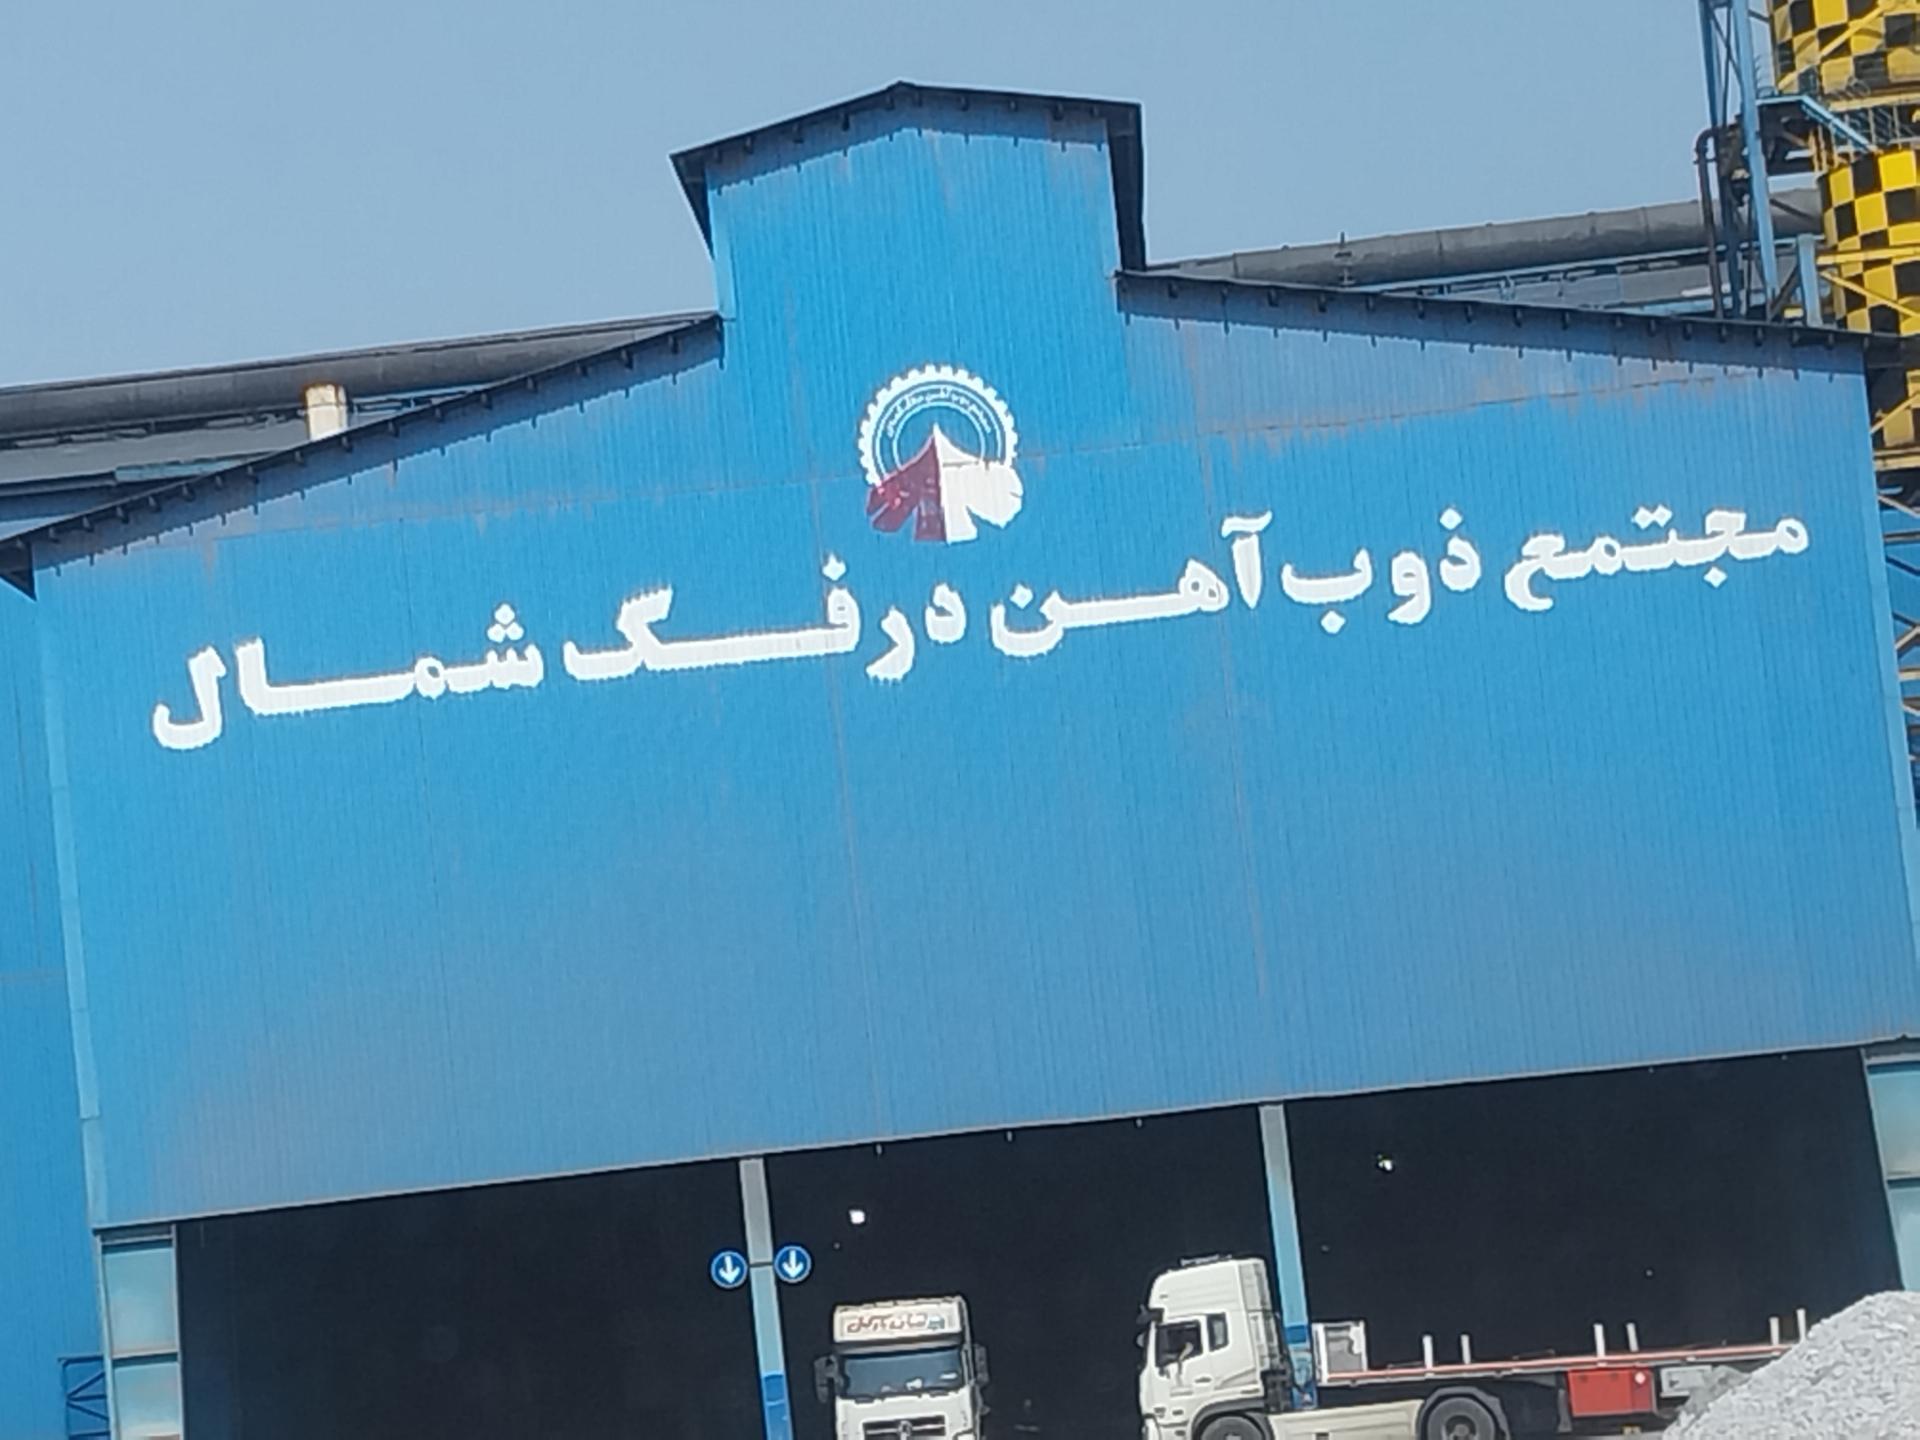 مجتمع ذوب آهن درفک شمال